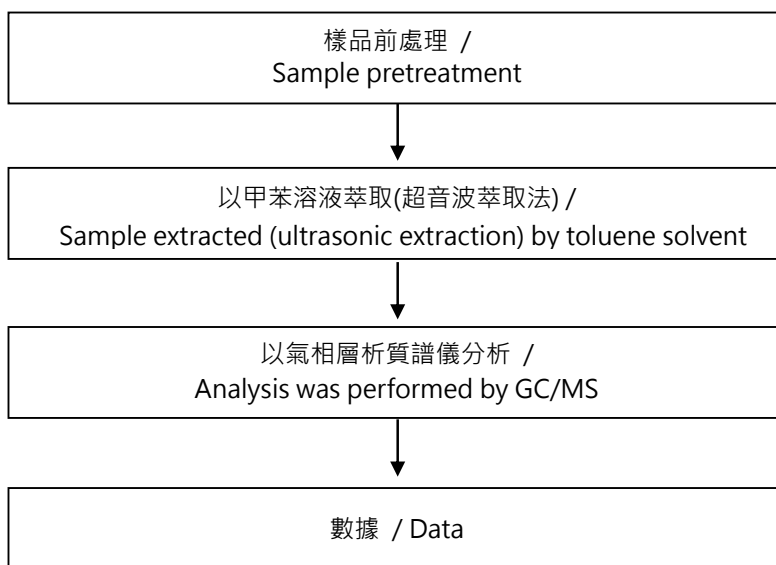 樣品前處理 /
Sample pretreatment
以甲苯溶液萃取(超音波萃取法) /
Sample extracted (ultrasonic extraction) by toluene solvent
以氣相層析質譜儀分析 /
Analysis was performed by GC/MS
數據 / Data